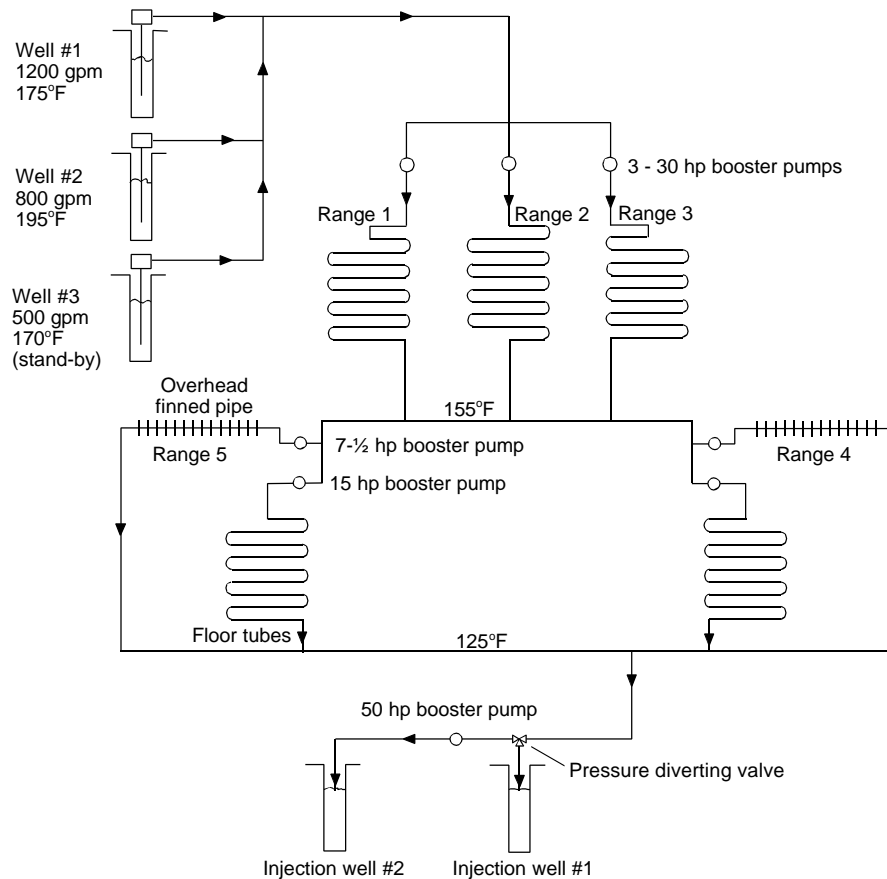 Well #1
1200 gpm
175°F
Well #2
800 gpm
195°F
Well #3
500 gpm
170°F
(stand-by)
3 - 30 hp booster pumps
Range 1
Range 2
Range 3
Overhead
finned pipe
155°F
Range 5
7-½ hp booster pump
Range 4
15 hp booster pump
Floor tubes
125°F
50 hp booster pump
Pressure diverting valve
Injection well #2
Injection well #1